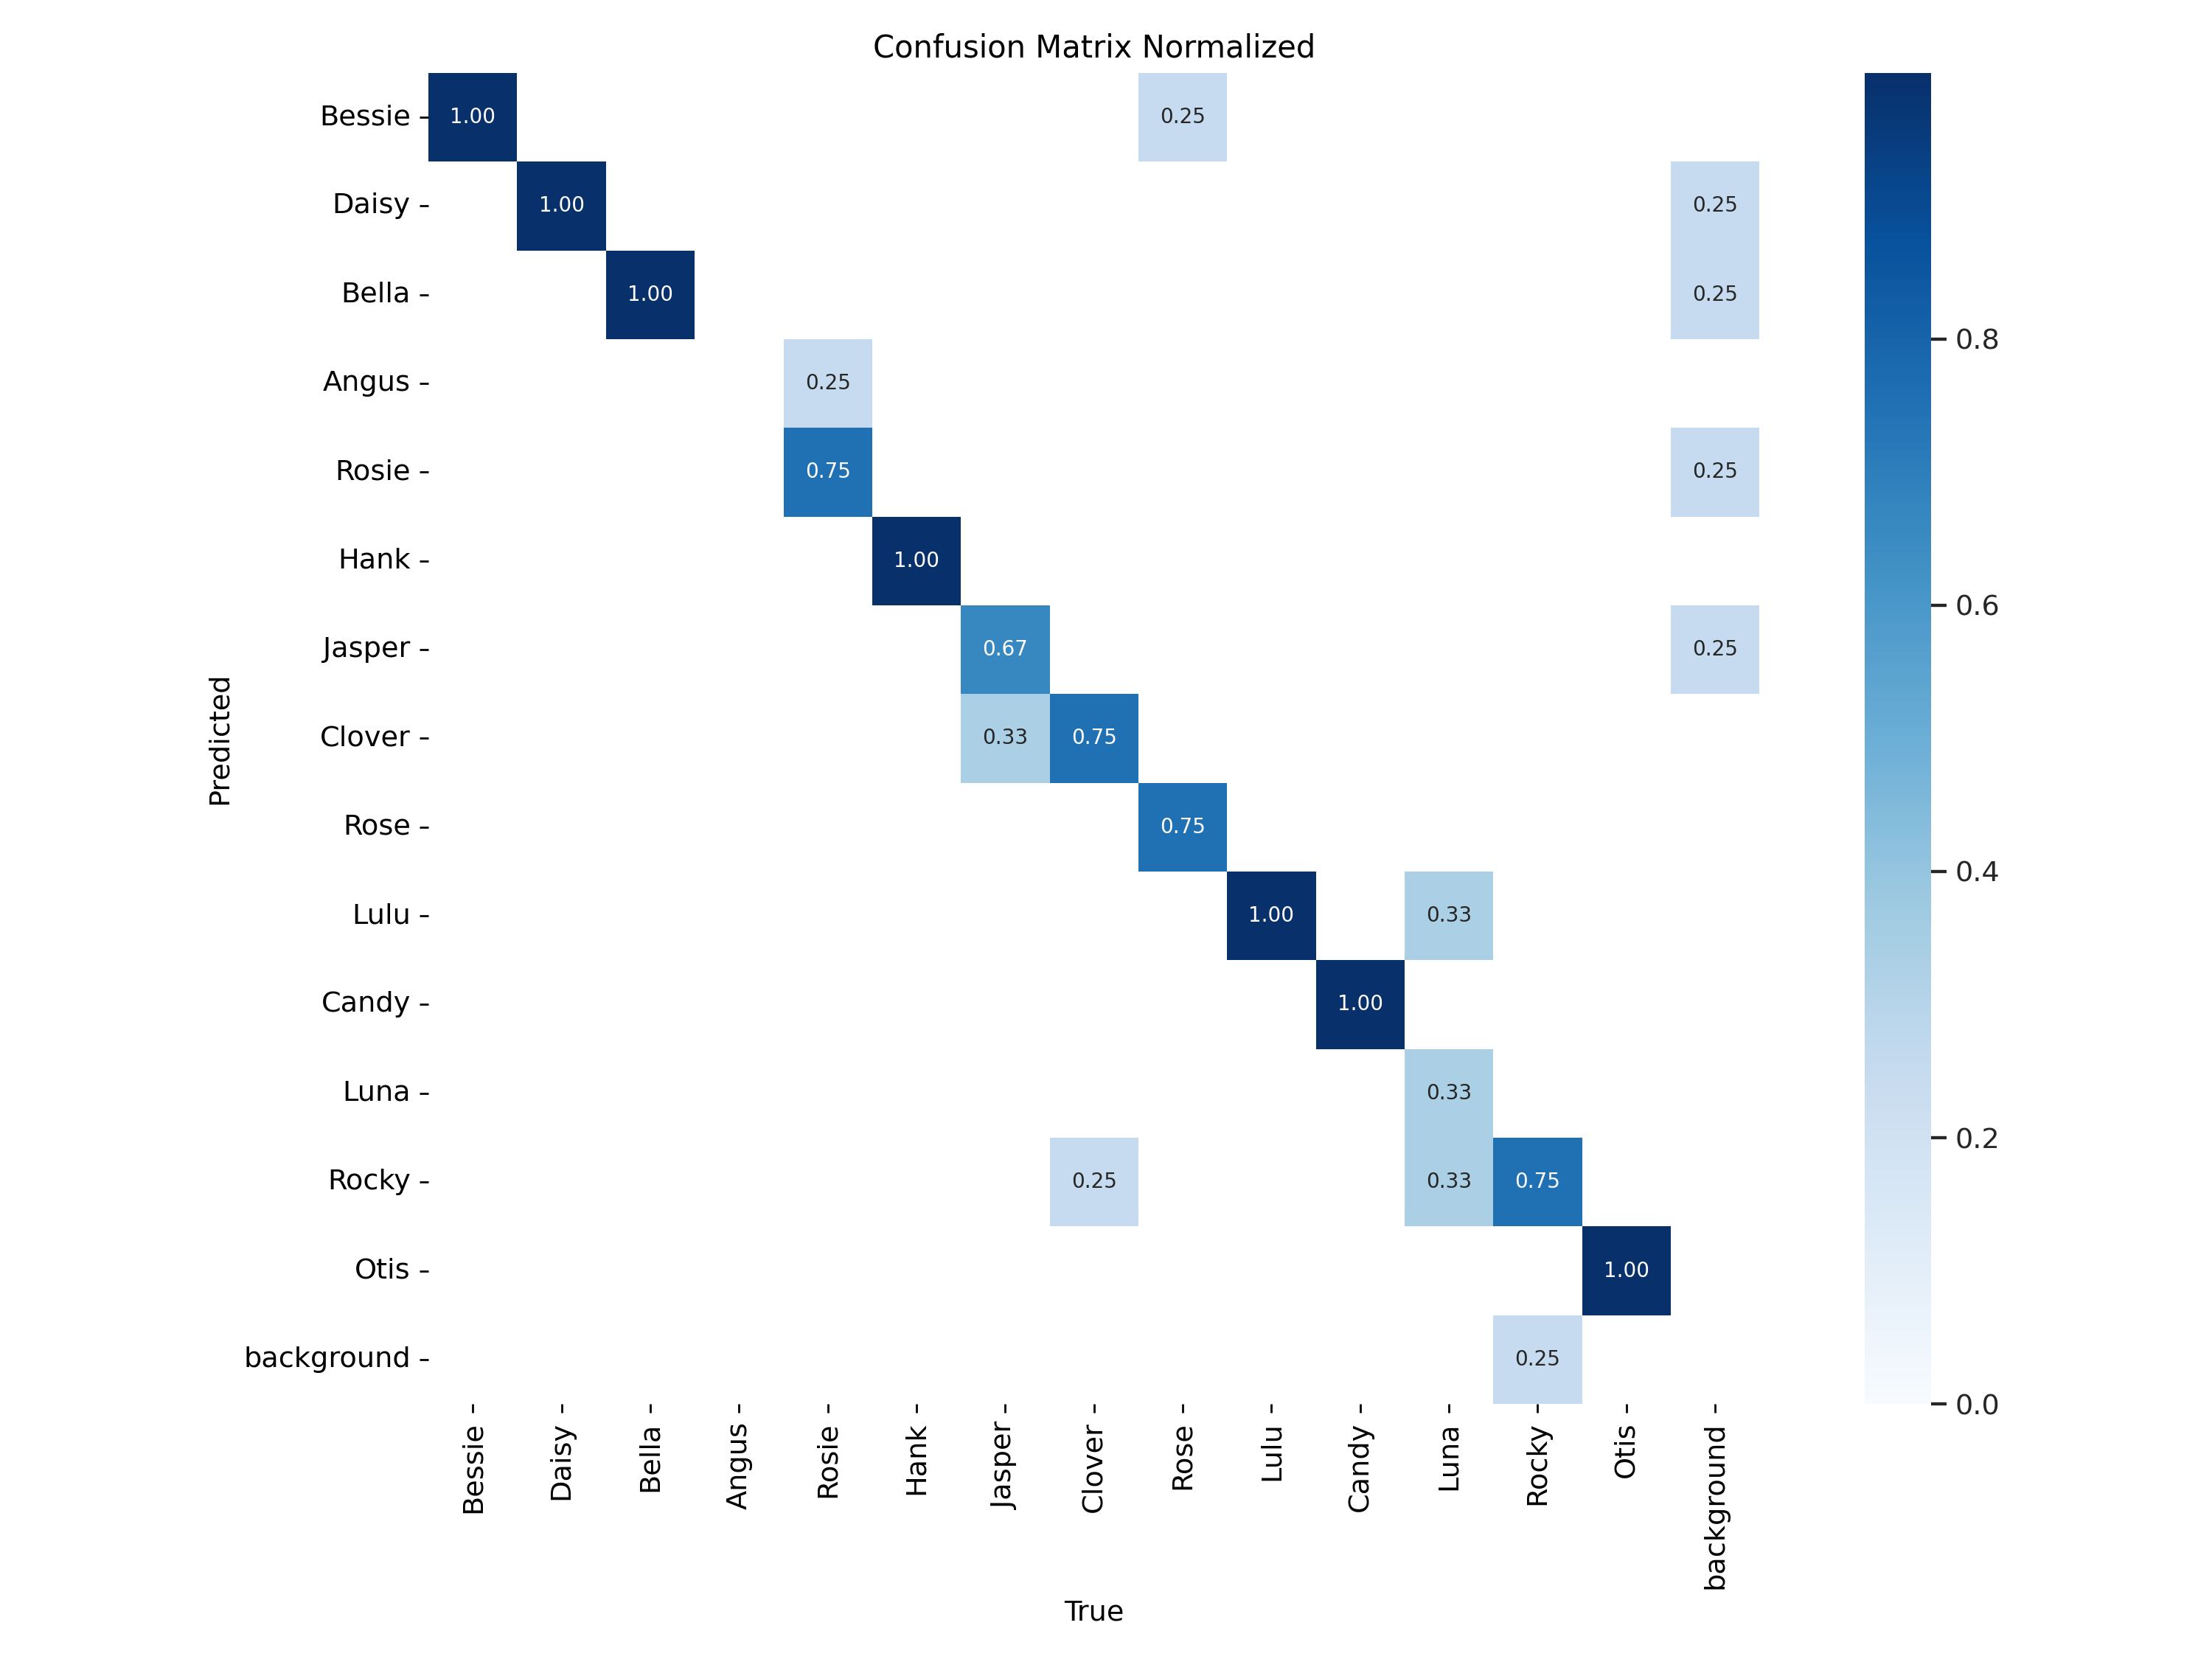 Confusion Matrix Normalized
Bessie 1.00 0.25
Daisy 1.00 0.25
Bella 1.00 0.25
Angus 0.25
Rosie 0.75 0.25
Hank 1.00
Jasper 0.67 0.25
Clover 0.33 0.75
Rose 0.75
Lulu 1.00 0.33
Candy 1.00
Luna 0.33
Rocky 0.25 0.33 0.75
Otis 1.00
background 0.25
Predicted
Bessie Daisy Bella Angus Rosie Hank Jasper Clover Rose Lulu Candy Luna Rocky Otis background
True
0.8
0.6
0.4
0.2
0.0